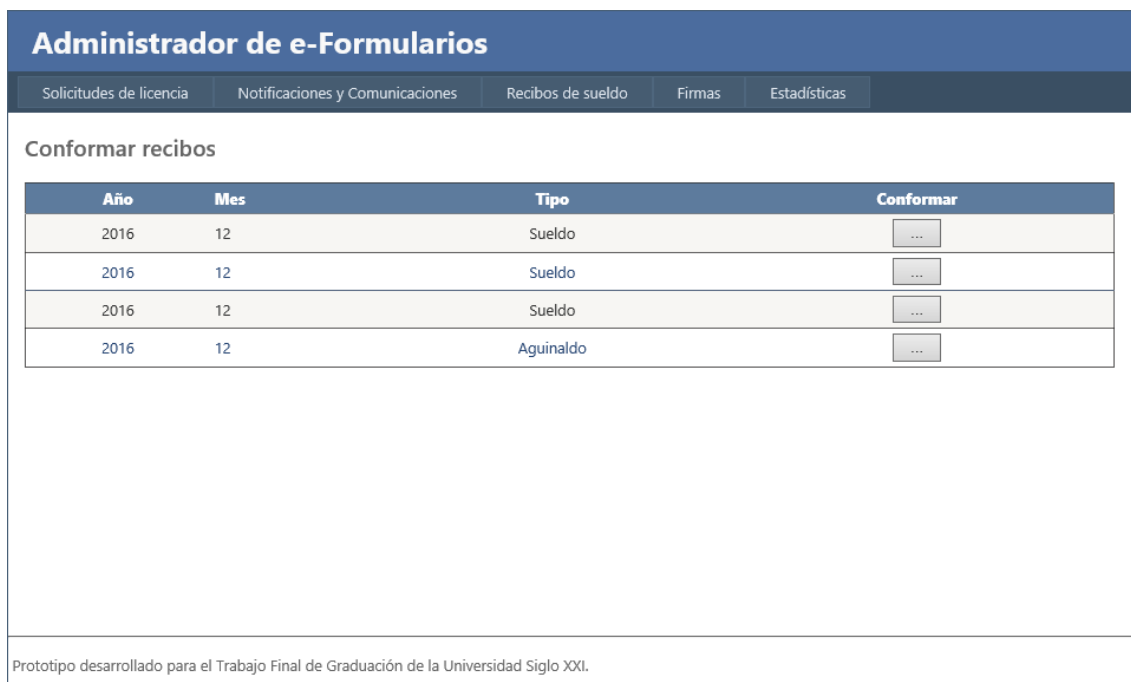 Administrador de e-Formularios
Solicitudes de licencia Notificaciones y Comunicaciones Recibos de sueldo Firmas Estadísticas
Conformar recibos
Año Mes Tipo Conformar
2016 12 Sueldo ...
2016 12 Sueldo ...
2016 12 Sueldo ...
2016 12 Aguinaldo ...
Prototipo desarrollado para el Trabajo Final de Graduación de la Universidad Siglo XXI.